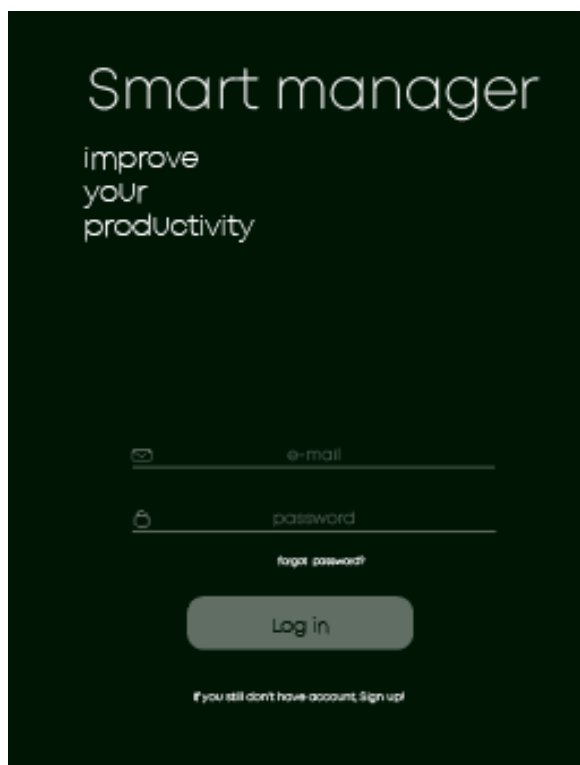 Smart manager
improve
your
productivity
e-mail
password
forgot password?
Log in
If you still don't have account, Sign up!